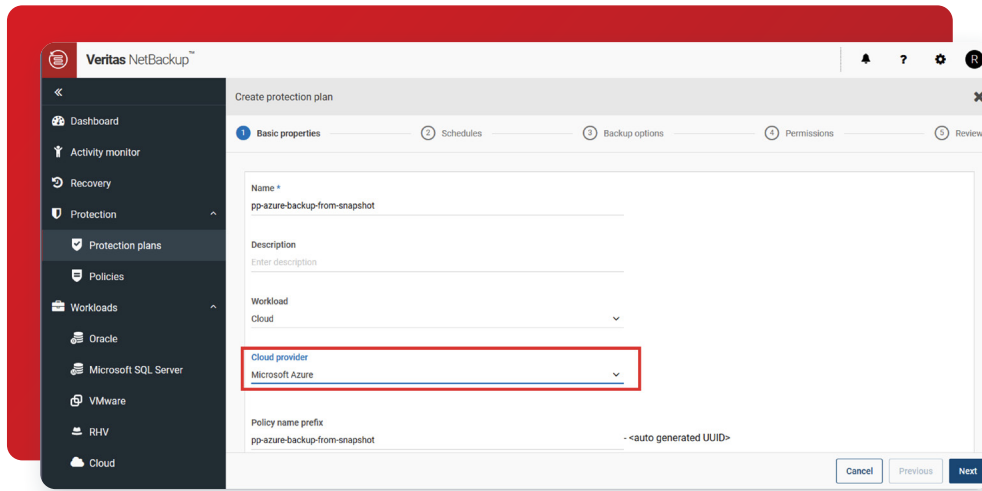 Veritas NetBackup™
?
R
«
Create protection plan
Dashboard
Activity monitor
Recovery
Protection
Protection plans
Policies
Workloads
Oracle
Microsoft SQL Server
VMware
RHV
Cloud
1 Basic properties
2 Schedules
3 Backup options
4 Permissions
5 Review
Name *
pp-azure-backup-from-snapshot
Description
Enter description
Workload
Cloud
Cloud provider
Microsoft Azure
Policy name prefix
pp-azure-backup-from-snapshot - <auto generated UUID>
Cancel
Previous
Next